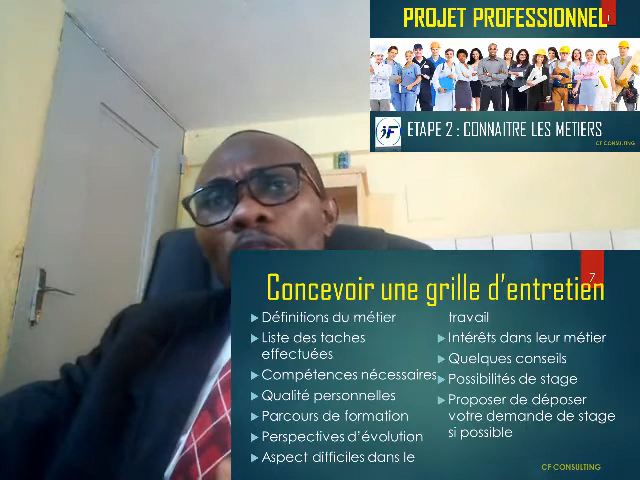 PROJET PROFESSIONNEL
ETAPE 2 : CONNAITRE LES METIERS
CF CONSULTING
7
Concevoir une grille d'entretien
Définitions du métier
Liste des taches
effectuées
Compétences nécessaires
Qualité personnelles
Parcours de formation
Perspectives d'évolution
Aspect difficiles dans le
travail
Intérêts dans leur métier
Quelques conseils
Possibilités de stage
Proposer de déposer
votre demande de stage
si possible
CF CONSULTING